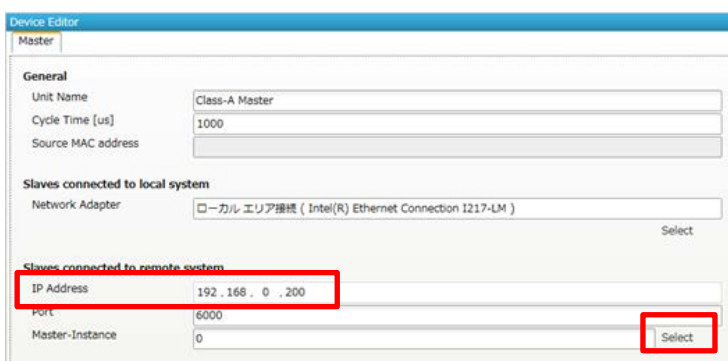 Device Editor
Master
General
Unit Name Class-A Master
Cycle Time [us] 1000
Source MAC address
Slaves connected to local system
Network Adapter ローカル エリア接続 ( Intel(R) Ethernet Connection I217-LM )
Select
Slaves connected to remote system
IP Address 192 . 168 . 0 . 200
Port 6000
Master-Instance 0 Select